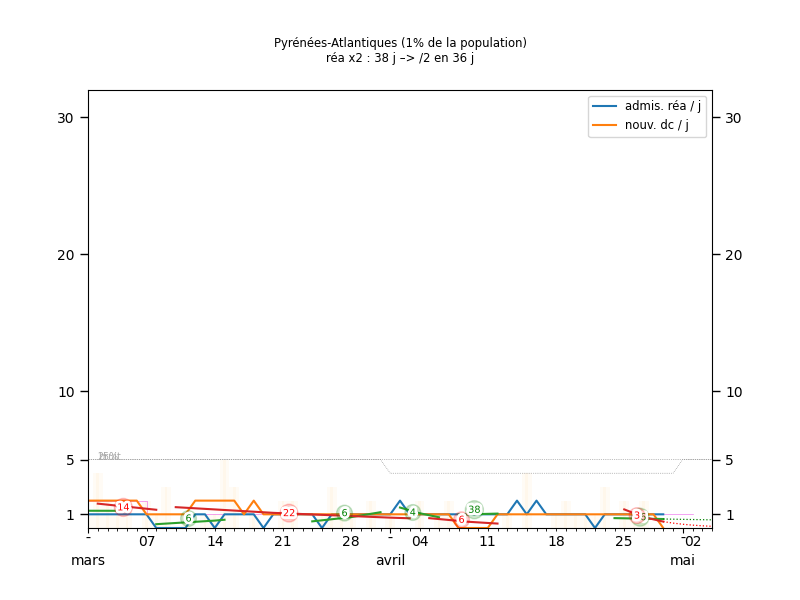 Pyrénées-Atlantiques (1% de la population)
réa x2 : 38 j –> /2 en 36 j
admis. réa / j
nouv. dc / j
30 30
20 20
10 10
5 5
1 1
14 6 22 6 4 6 38 3
- 07 14 21 28 - 04 11 18 25 02
mars avril mai